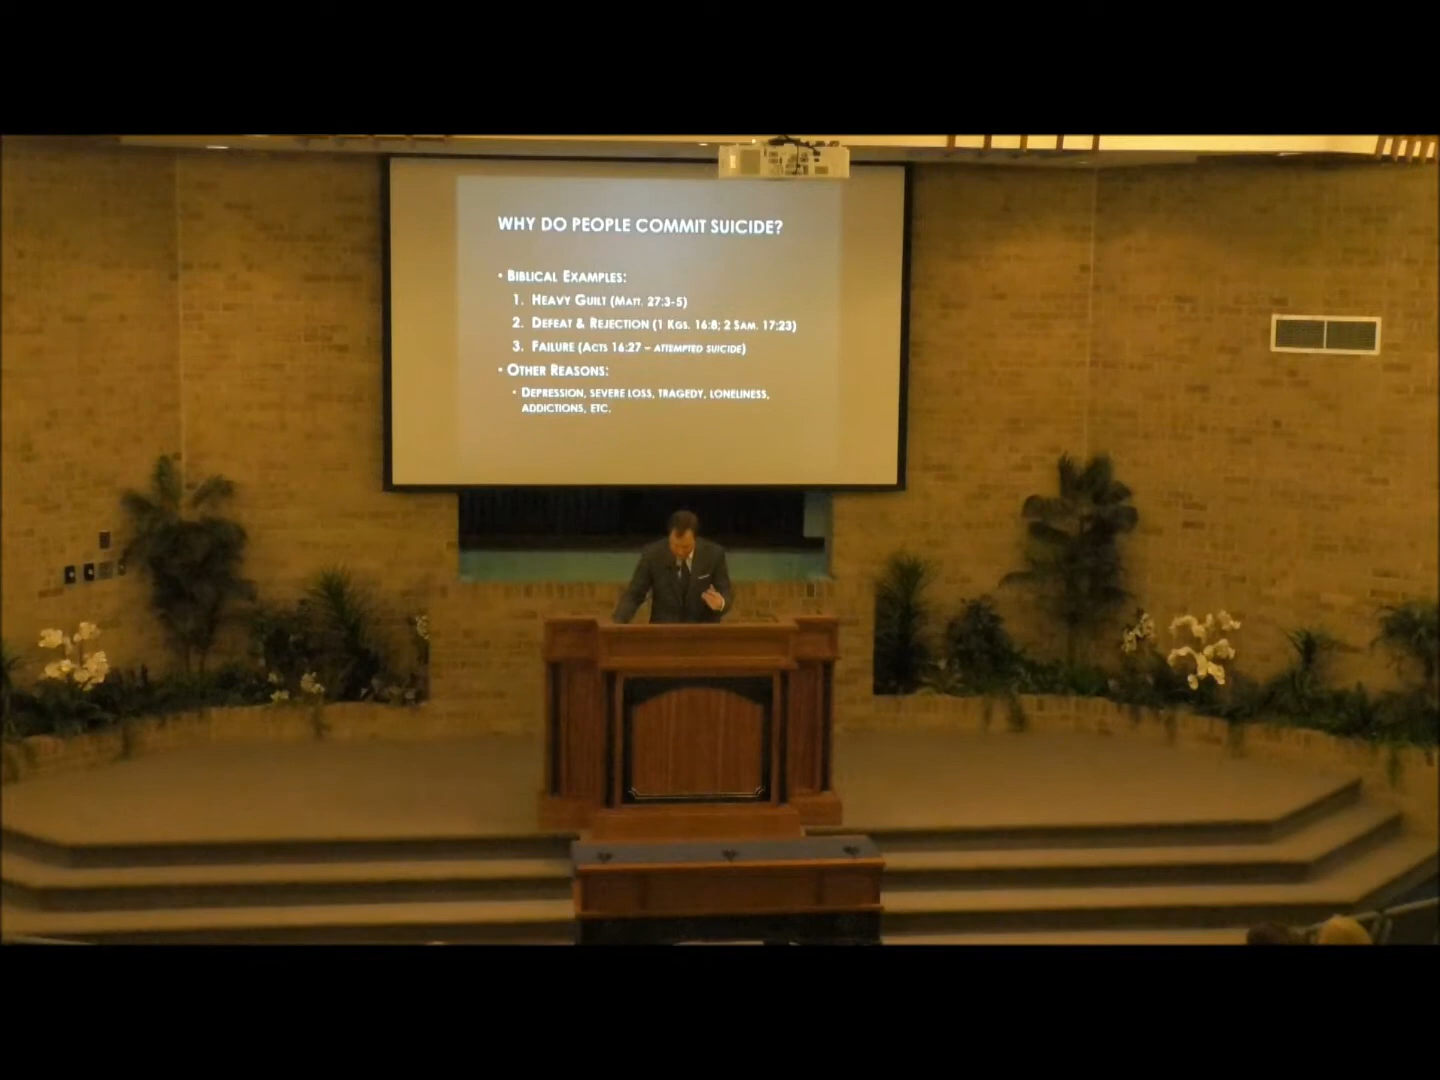 WHY DO PEOPLE COMMIT SUICIDE?
• BIBLICAL EXAMPLES:
1. HEAVY GUILT (MATT. 27:3-5)
2. DEFEAT & REJECTION (1 KGS. 16:8; 2 SAM. 17:23)
3. FAILURE (ACTS 16:27 – ATTEMPTED SUICIDE)
• OTHER REASONS:
• DEPRESSION, SEVERE LOSS, TRAGEDY, LONELINESS,
ADDICTIONS, ETC.